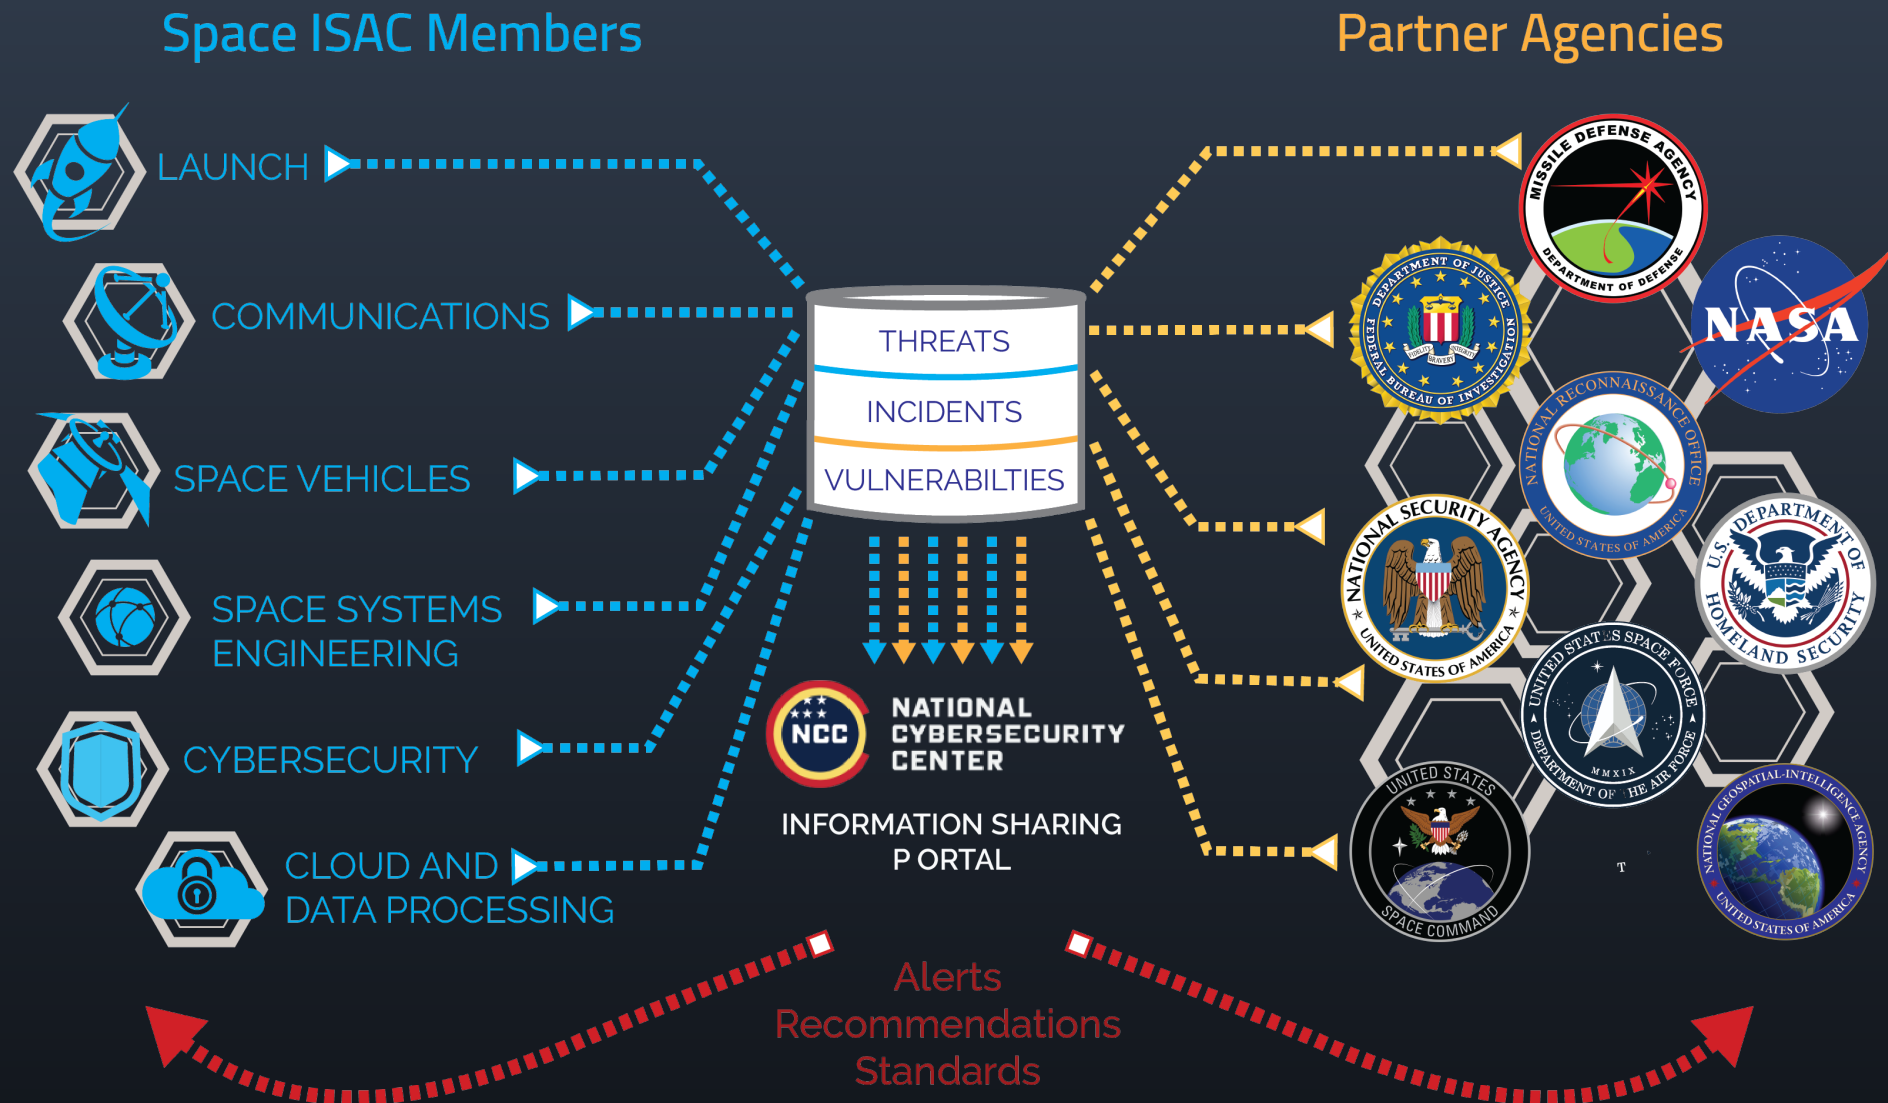 Space ISAC Members
Partner Agencies
LAUNCH
COMMUNICATIONS
SPACE VEHICLES
SPACE SYSTEMS
ENGINEERING
CYBERSECURITY
CLOUD AND
DATA PROCESSING
THREATS
INCIDENTS
VULNERABILTIES
NCC
NATIONAL
CYBERSECURITY
CENTER
INFORMATION SHARING
P ORTAL
Alerts
Recommendations
Standards
MISSILE DEFENSE AGENCY
DEPARTMENT OF DEFENSE
DEPARTMENT OF JUSTICE
FEDERAL BUREAU OF INVESTIGATION
FIDELITY BRAVERY INTEGRITY
NASA
NATIONAL RECONNAISSANCE OFFICE
UNITED STATES OF AMERICA
NATIONAL SECURITY AGENCY
UNITED STATES OF AMERICA
U.S. DEPARTMENT OF
HOMELAND SECURITY
UNITED STATES SPACE FORCE
MMXIX
DEPARTMENT OF HE AIR FORCE
T
UNITED STATES
SPACE COMMAND
NATIONAL GEOSPATIAL-INTELLIGENCE AGENCY
UNITED STATES OF AMERICA